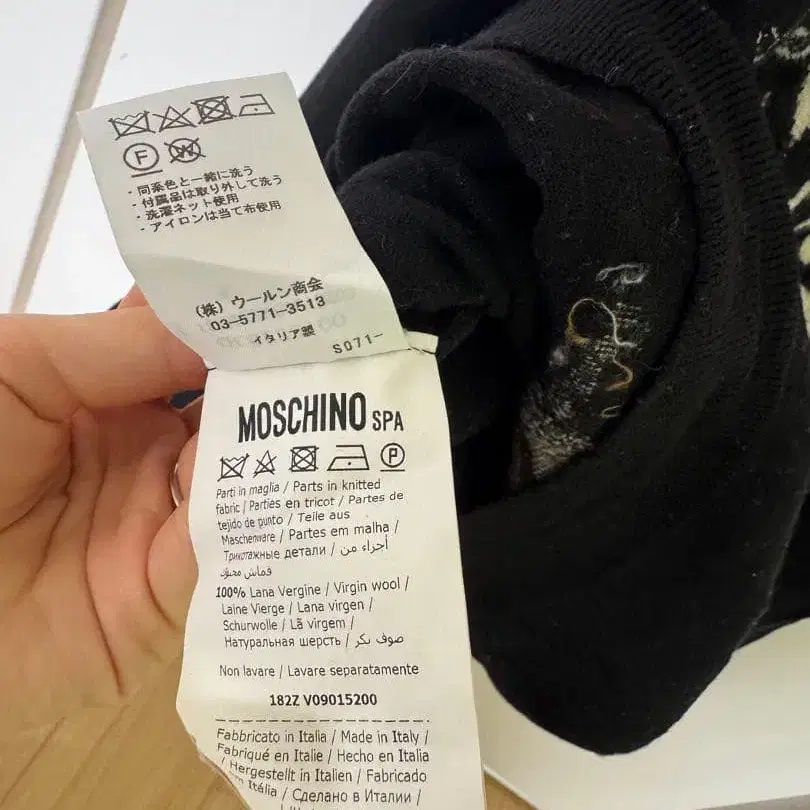 F W
- 同系色と一緒に洗う
- 付属品は取り外して洗う
- 洗濯ネット使用
- アイロンは当て布使用
(株) ウールン商会
03-5771-3513
イタリア製
S071-
MOSCHINO SPA
P
Parti in maglia / Parts in knitted
fabric / Parties en tricot / Partes de
tejido de punto / Teile aus
Maschenware / Partes em malha /
Трикотажные детали / أجزاء من
قماش محبوك
100% Lana Vergine / Virgin wool /
Laine Vierge / Lana virgen /
Schurwolle / Lã virgem /
Натуральная шерсть / صوف بكر /
Non lavare / Lavare separatamente
182Z V09015200
Fabbricato in Italia / Made in Italy /
Fabriqué en Italie / Hecho en Italia
/ Hergestellt in Italien / Fabricado
em Itália / Сделано в Италии /